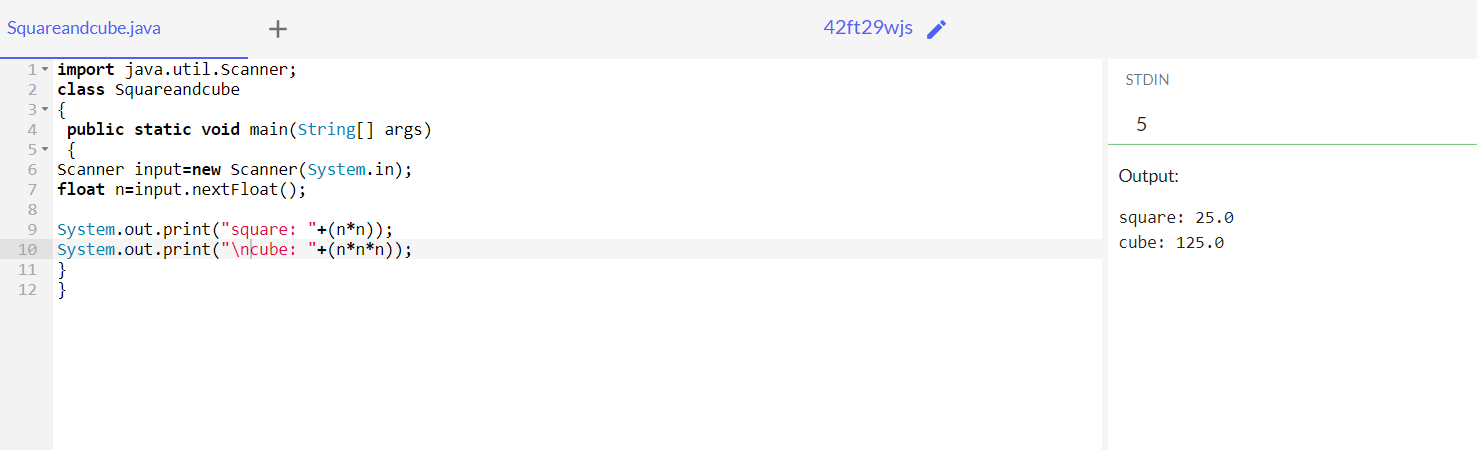 Squareandcube.java +
42ft29wjs
1 import java.util.Scanner;
2 class Squareandcube
3 {
4  public static void main(String[] args)
5  {
6 Scanner input=new Scanner(System.in);
7 float n=input.nextFloat();
8
9 System.out.print("square: "+(n*n));
10 System.out.print("\ncube: "+(n*n*n));
11 }
12 }
STDIN
5
Output:
square: 25.0
cube: 125.0